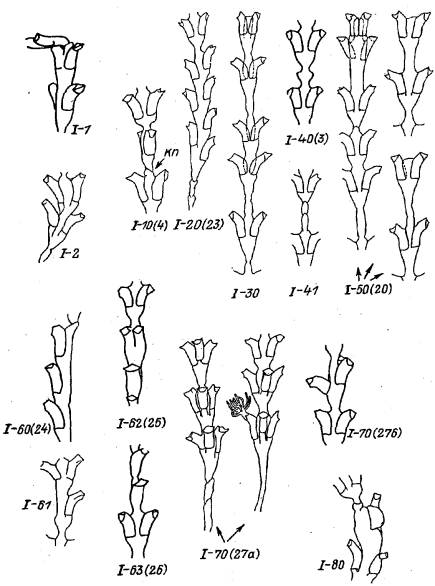 I-1
I-2
кп
I-10(4)
I-20(23)
I-30
I-40(3)
I-41
I-50(20)
I-60(24)
I-62(25)
I-61
I-63(26)
I-70(27а)
I-70(27б)
I-80